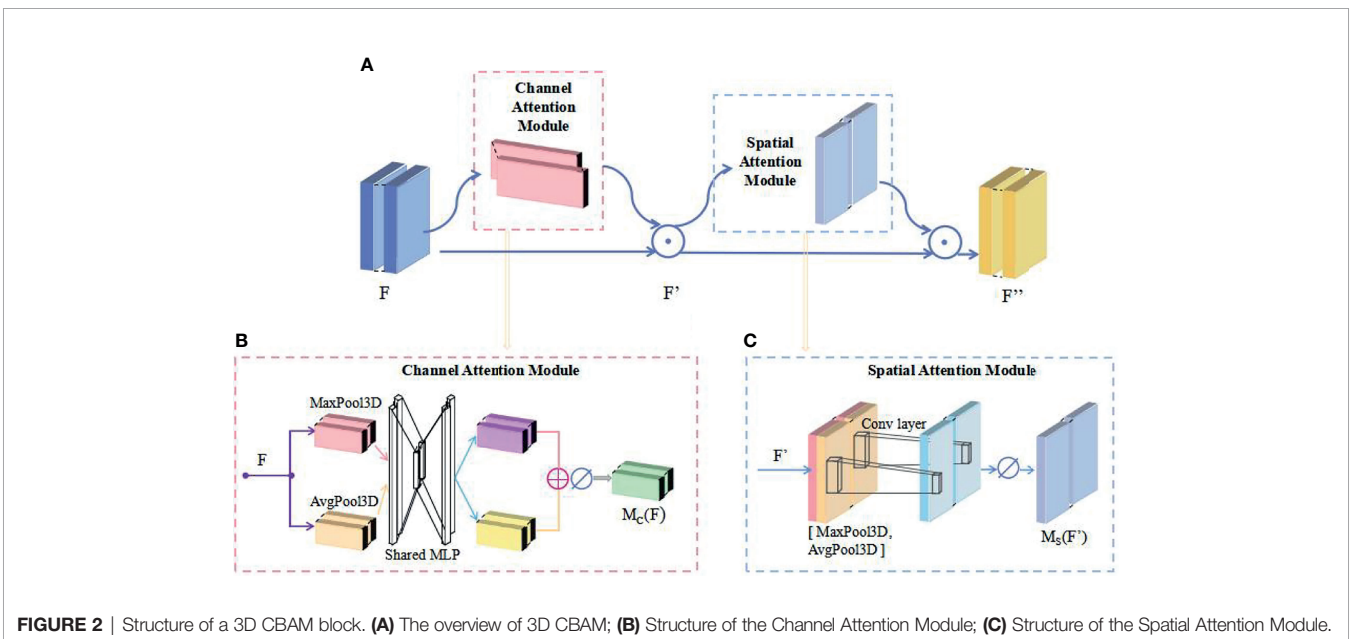 A
Channel
Attention
Module
Spatial
Attention
Module
F
F'
F''
B
Channel Attention Module
MaxPool3D
F
AvgPool3D
Shared MLP
M_C(F)
C
Spatial Attention Module
Conv layer
F'
[ MaxPool3D,
AvgPool3D ]
M_S(F')
FIGURE 2 | Structure of a 3D CBAM block. (A) The overview of 3D CBAM; (B) Structure of the Channel Attention Module; (C) Structure of the Spatial Attention Module.